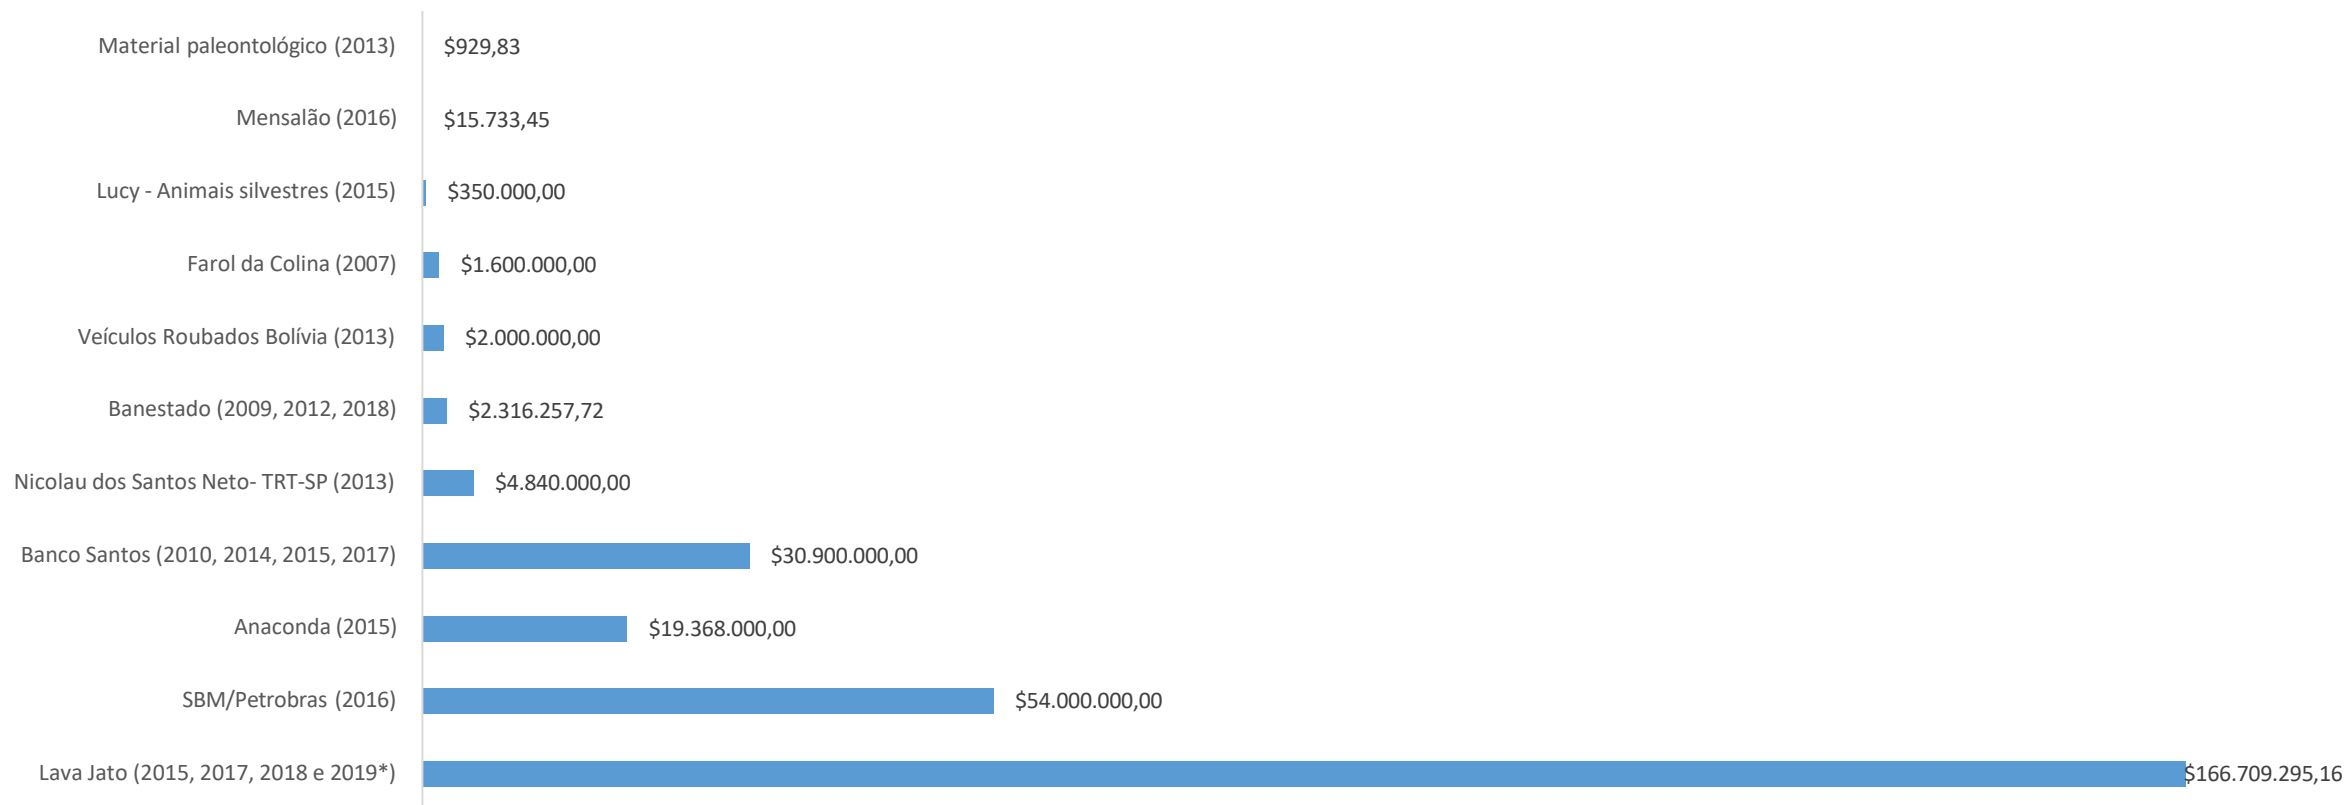 Material paleontológico (2013) $929,83
Mensalão (2016) $15.733,45
Lucy - Animais silvestres (2015) $350.000,00
Farol da Colina (2007) $1.600.000,00
Veículos Roubados Bolívia (2013) $2.000.000,00
Banestado (2009, 2012, 2018) $2.316.257,72
Nicolau dos Santos Neto- TRT-SP (2013) $4.840.000,00
Banco Santos (2010, 2014, 2015, 2017) $30.900.000,00
Anaconda (2015) $19.368.000,00
SBM/Petrobras (2016) $54.000.000,00
Lava Jato (2015, 2017, 2018 e 2019*) $166.709.295,16